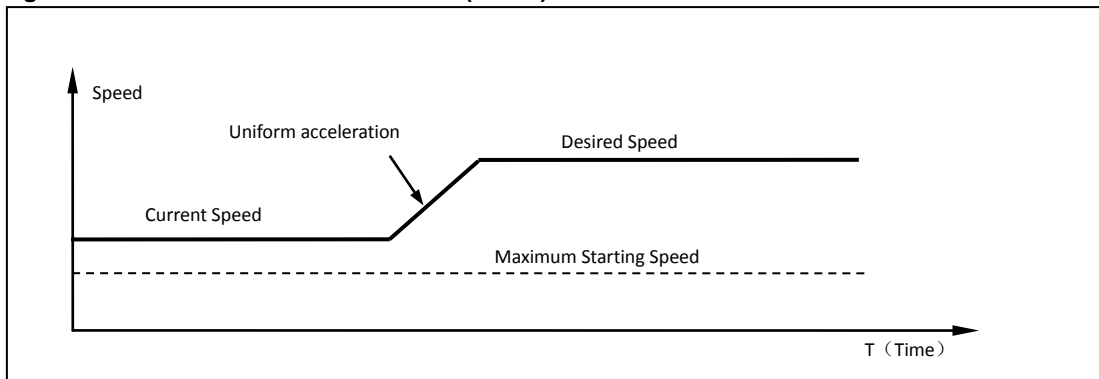 Speed
Uniform acceleration
Desired Speed
Current Speed
Maximum Starting Speed
T（Time）